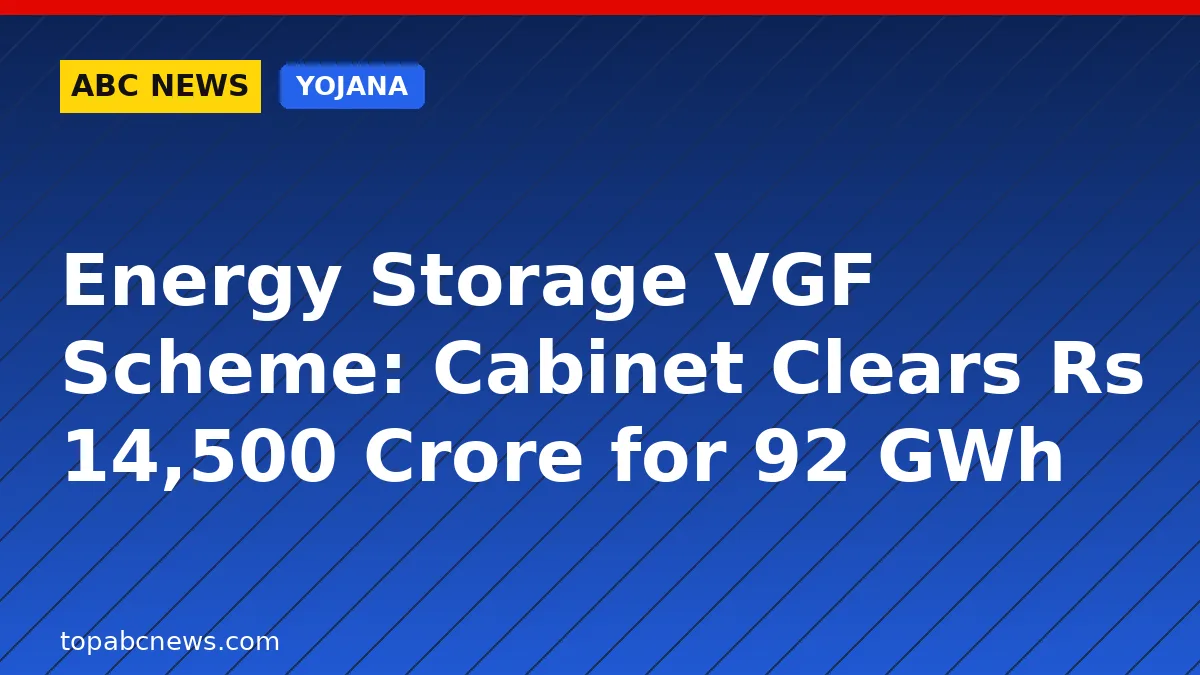 ABC NEWS
YOJANA
Energy Storage VGF
Scheme: Cabinet Clears Rs
14,500 Crore for 92 GWh
topabcnews.com